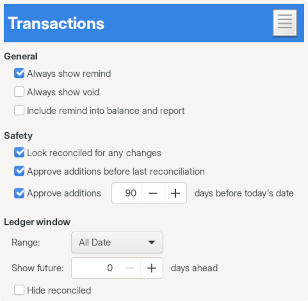 Transactions
General
Always show remind
Always show void
Include remind into balance and report
Safety
Lock reconciled for any changes
Approve additions before last reconciliation
Approve additions 90 days before today's date
Ledger window
Range: All Date
Show future: 0 days ahead
Hide reconciled